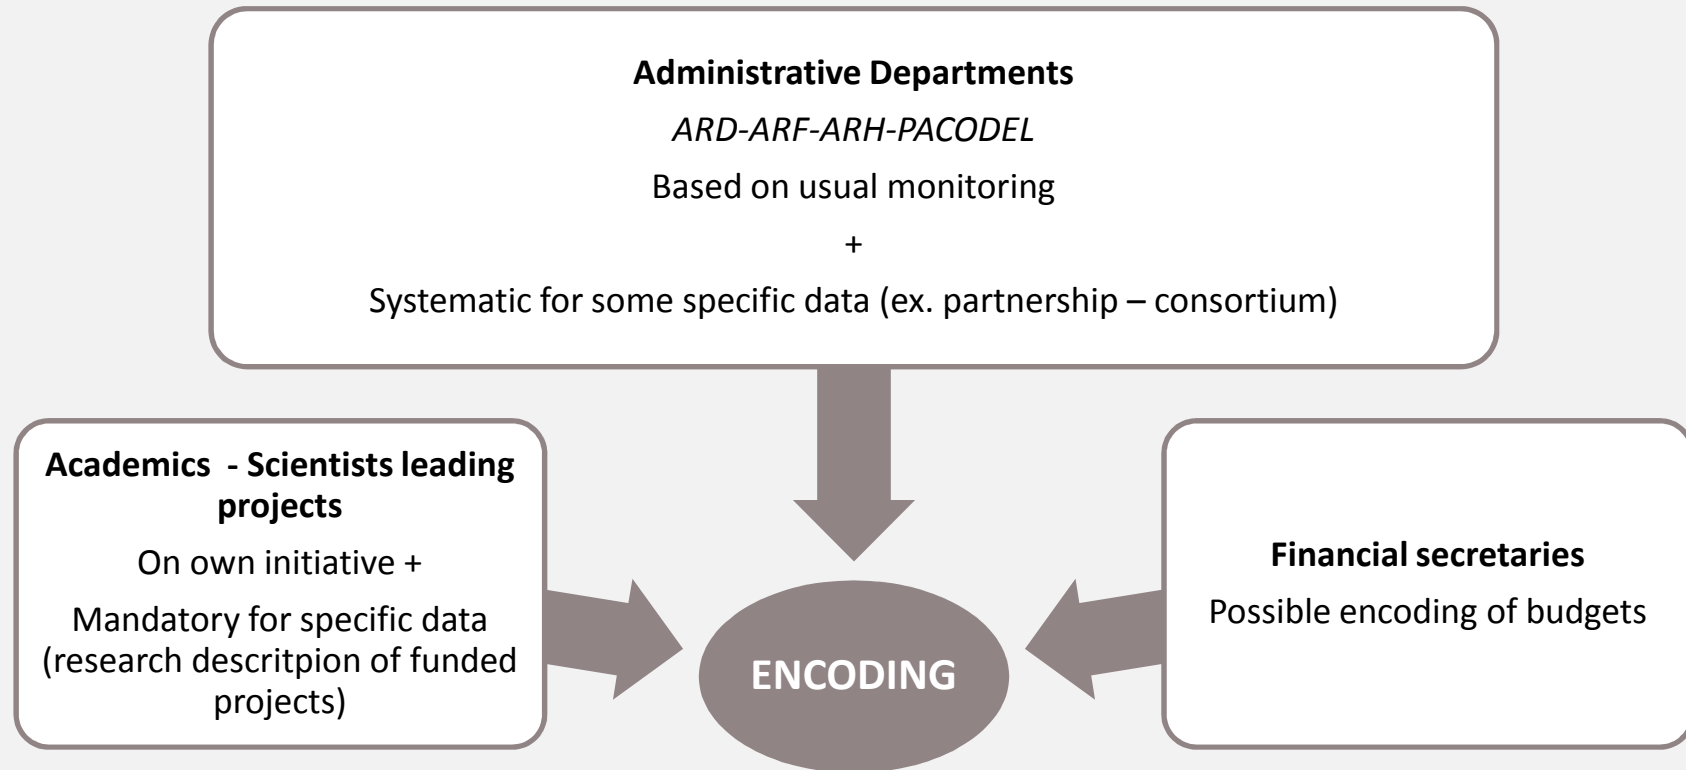 Administrative Departments
ARD-ARF-ARH-PACODEL
Based on usual monitoring
+
Systematic for some specific data (ex. partnership – consortium)
Academics  - Scientists leading
projects
On own initiative +
Mandatory for specific data
(research descritpion of funded
projects)
Financial secretaries
Possible encoding of budgets
ENCODING